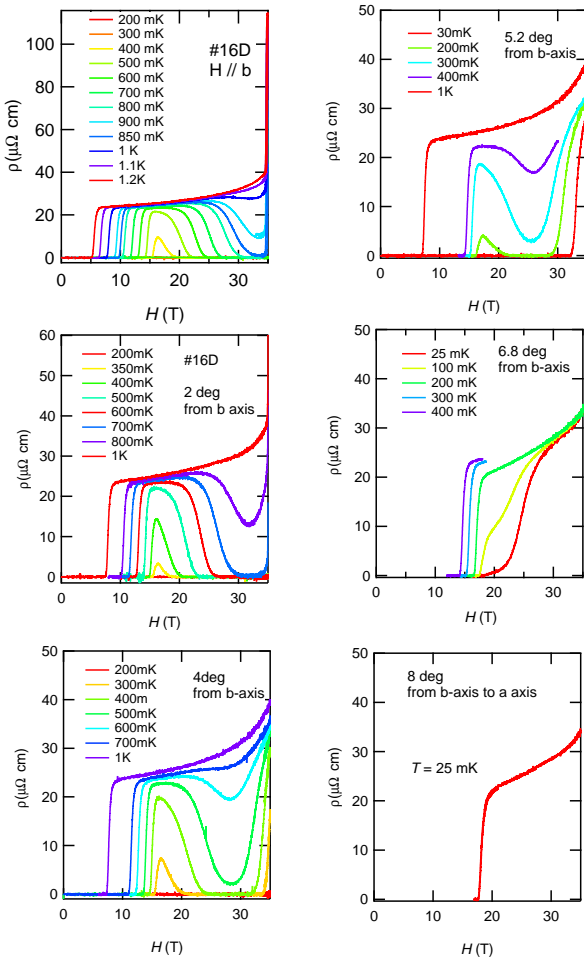 200 mK
300 mK
400 mK
500 mK
600 mK
700 mK
800 mK
900 mK
850 mK
1 K
1.1K
1.2K
#16D
H // b
100
80
60
40
20
0
ρ (μΩ cm)
0
10
20
30
H (T)
30mK
200mK
300mK
400mK
1K
5.2 deg
from b-axis
50
40
30
20
10
0
ρ (μΩ cm)
0
10
20
30
H (T)
200mK
350mK
400mK
500mK
600mK
700mK
800mK
1K
#16D
2 deg
from b axis
60
50
40
30
20
10
0
ρ (μΩ cm)
0
10
20
30
H (T)
25 mK
100 mK
200 mK
300 mK
400 mK
6.8 deg
from b-axis
50
40
30
20
10
0
ρ (μΩ cm)
0
10
20
30
H (T)
200mK
300mK
400m
500mK
600mK
700mK
1K
4deg
from b-axis
50
40
30
20
10
0
ρ (μΩ cm)
0
10
20
30
H (T)
8 deg
from b-axis to a axis
T = 25 mK
50
40
30
20
10
0
ρ (μΩ cm)
0
10
20
30
H (T)